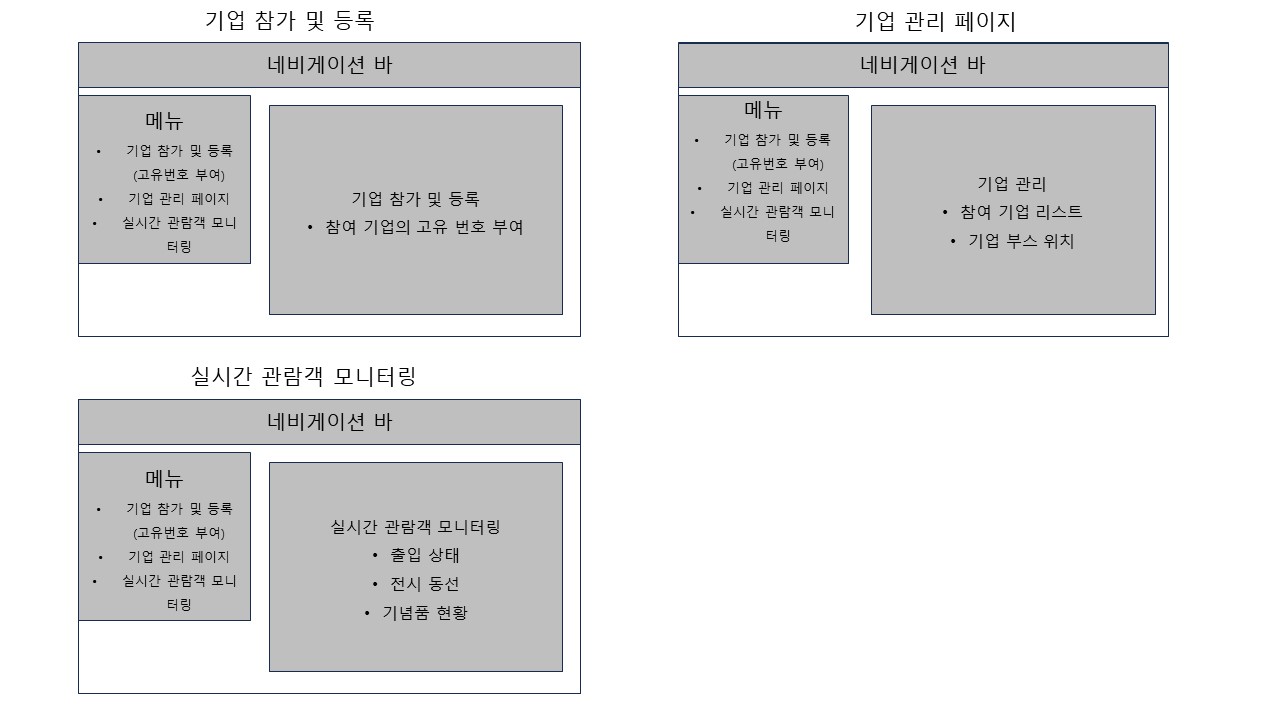 기업 참가 및 등록
네비게이션 바
메뉴
• 기업 참가 및 등록
(고유번호 부여)
• 기업 관리 페이지
• 실시간 관람객 모니
터링
기업 참가 및 등록
• 참여 기업의 고유 번호 부여
기업 관리 페이지
네비게이션 바
메뉴
• 기업 참가 및 등록
(고유번호 부여)
• 기업 관리 페이지
• 실시간 관람객 모니
터링
기업 관리
• 참여 기업 리스트
• 기업 부스 위치
실시간 관람객 모니터링
네비게이션 바
메뉴
• 기업 참가 및 등록
(고유번호 부여)
• 기업 관리 페이지
• 실시간 관람객 모니
터링
실시간 관람객 모니터링
• 출입 상태
• 전시 동선
• 기념품 현황